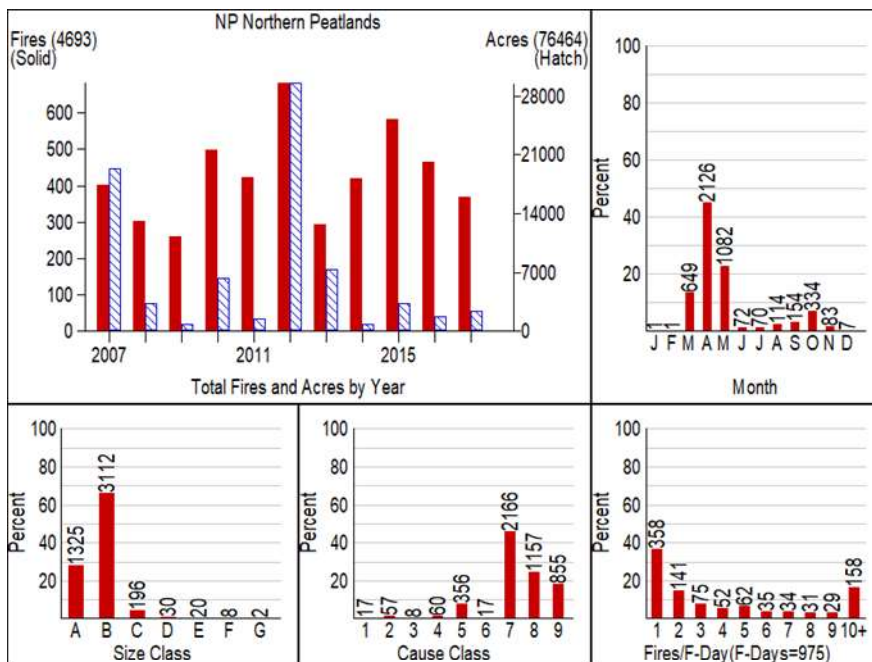 NP Northern Peatlands
Fires (4693)
(Solid)
Acres (76464)
(Hatch)
600
500
400
300
200
100
0
28000
21000
14000
7000
0
2007 2011 2015
Total Fires and Acres by Year
Percent
100
80
60
40
20
1 1 649 2126 1082 72 70 114 154 334 83 7
J F M A M J J A S O N D
Month
Percent
100
80
60
40
20
1325 3112 196 30 20 8 2
A B C D E F G
Size Class
Percent
100
80
60
40
20
17 57 8 60 356 17 2166 1157 855
1 2 3 4 5 6 7 8 9
Cause Class
Percent
100
80
60
40
20
358 141 75 52 62 35 34 31 29 158
1 2 3 4 5 6 7 8 9 10+
Fires/F-Day(F-Days=975)